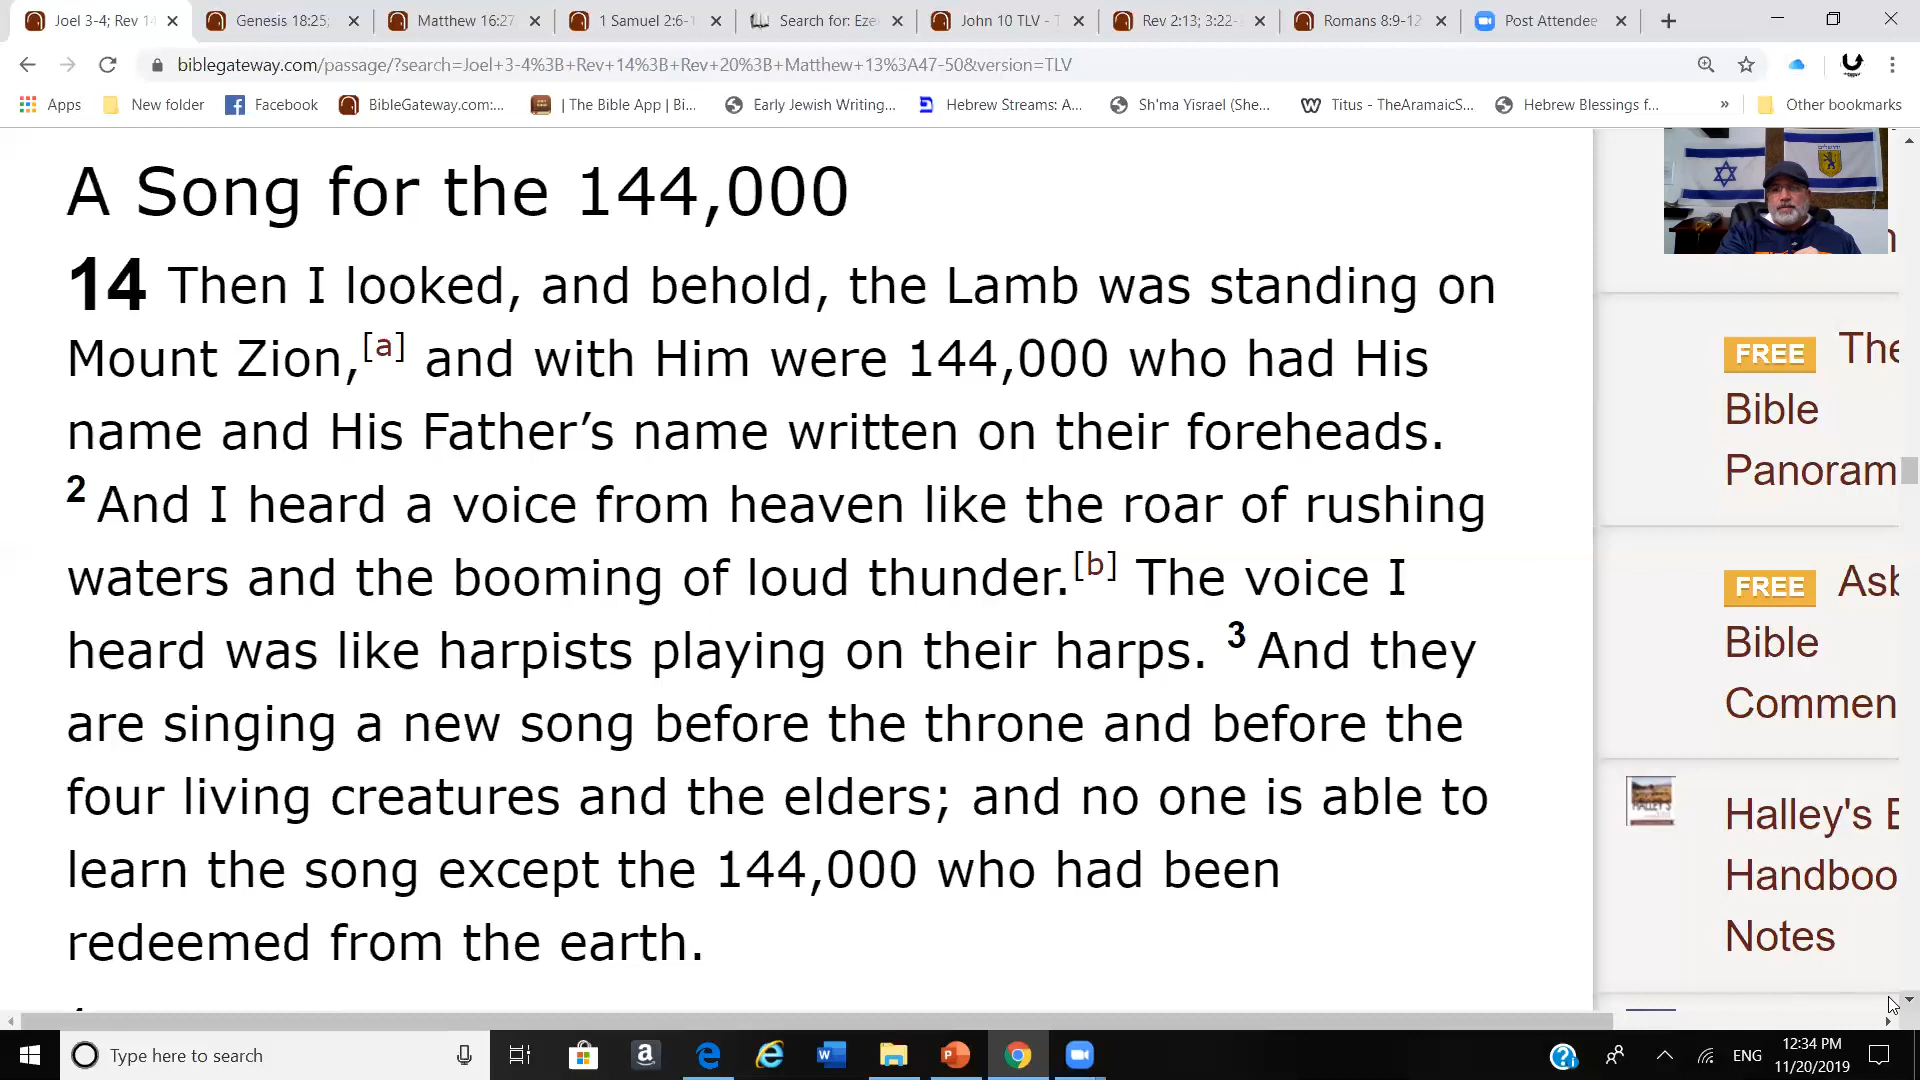 Joel 3-4; Rev 14
Genesis 18:25;
Matthew 16:27
1 Samuel 2:6-1
Search for: Eze
John 10 TLV - T
Rev 2:13; 3:22-
Romans 8:9-12
Post Attendee
biblegateway.com/passage/?search=Joel+3-4%3B+Rev+14%3B+Rev+20%3B+Matthew+13%3A47-50&version=TLV
Apps
New folder
Facebook
BibleGateway.com:...
| The Bible App | Bi...
Early Jewish Writing...
Hebrew Streams: A...
Sh'ma Yisrael (She...
Titus - TheAramaicS...
Hebrew Blessings f...
»
Other bookmarks
A Song for the 144,000
14 Then I looked, and behold, the Lamb was standing on
Mount Zion,[a] and with Him were 144,000 who had His
name and His Father’s name written on their foreheads.
2 And I heard a voice from heaven like the roar of rushing
waters and the booming of loud thunder.[b] The voice I
heard was like harpists playing on their harps. 3 And they
are singing a new song before the throne and before the
four living creatures and the elders; and no one is able to
learn the song except the 144,000 who had been
redeemed from the earth.
FREE The
Bible
Panoram
FREE Asb
Bible
Commen
Halley's B
Handboo
Notes
Type here to search
ENG
12:34 PM
11/20/2019